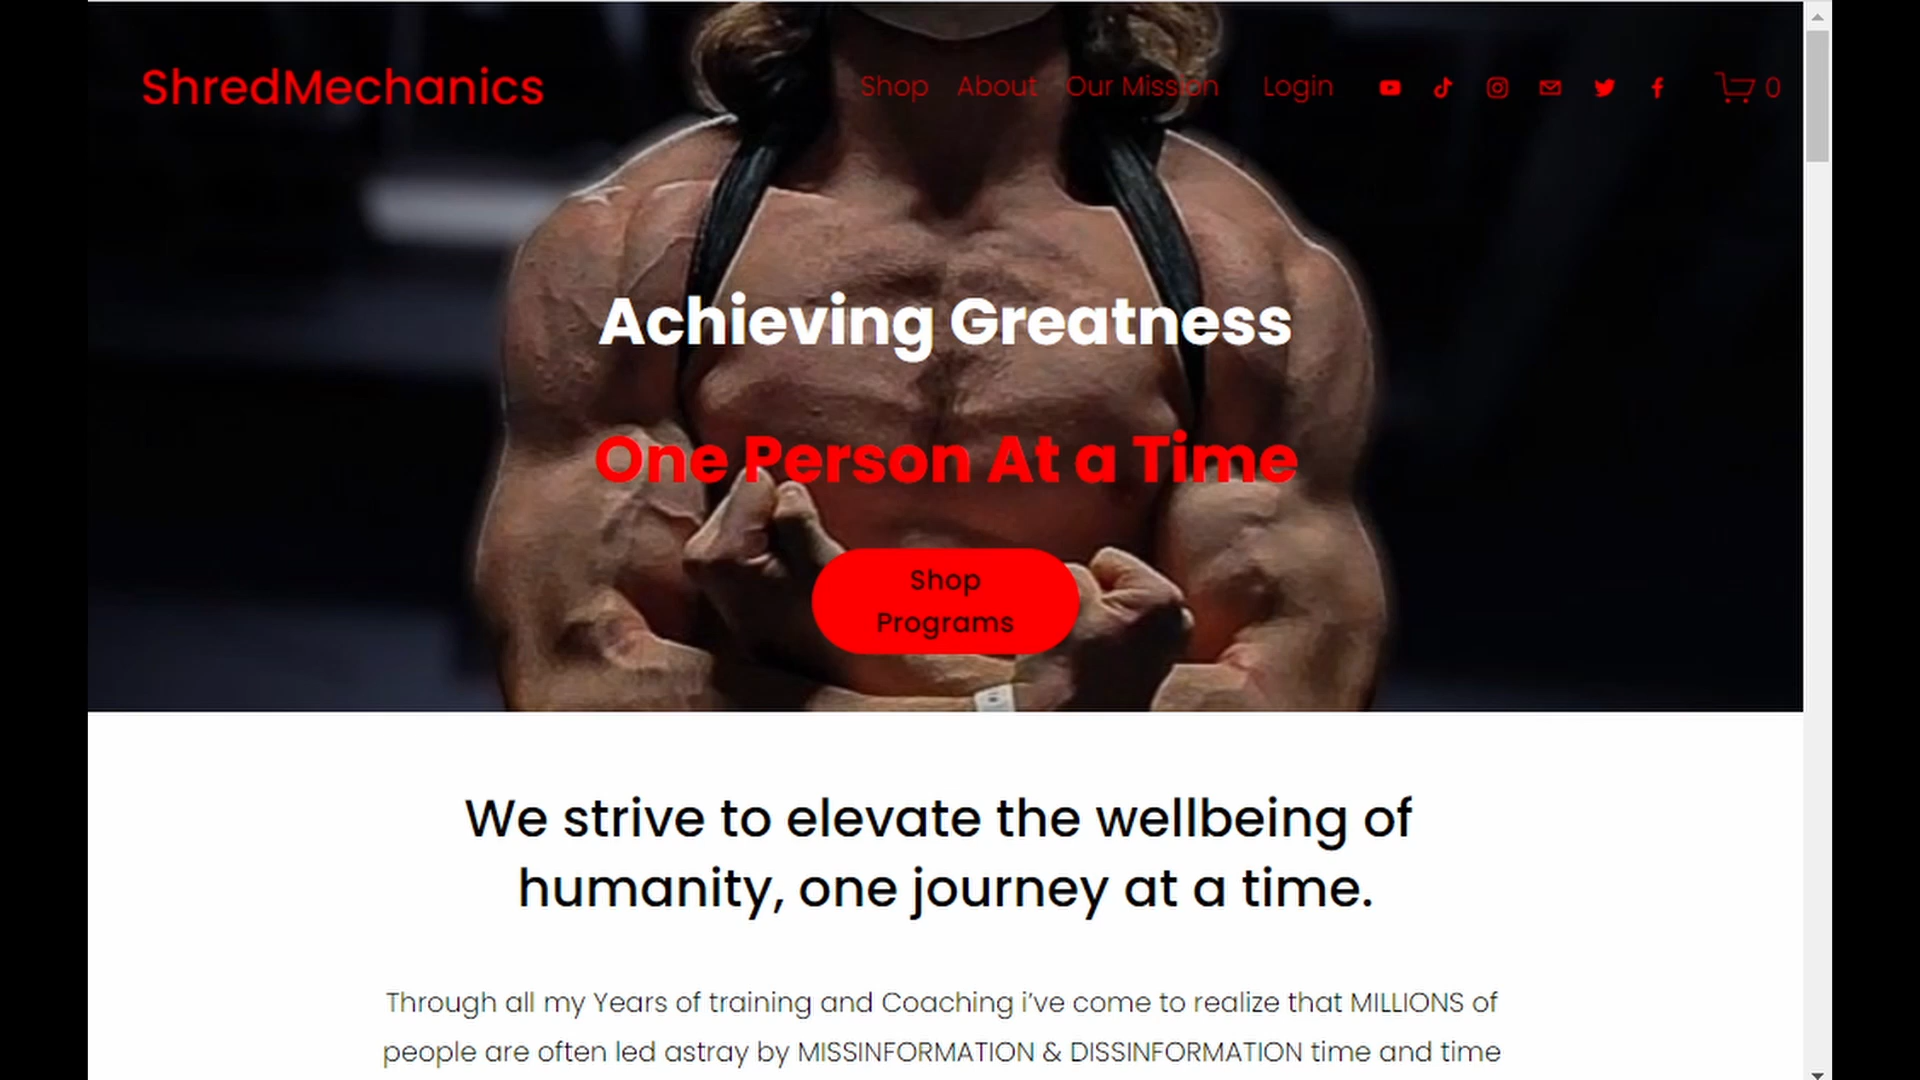 ShredMechanics
Shop About Our Mission Login 0
Achieving Greatness
One Person At a Time
Shop
Programs
We strive to elevate the wellbeing of
humanity, one journey at a time.
Through all my Years of training and Coaching i’ve come to realize that MILLIONS of
people are often led astray by MISSINFORMATION & DISSINFORMATION time and time